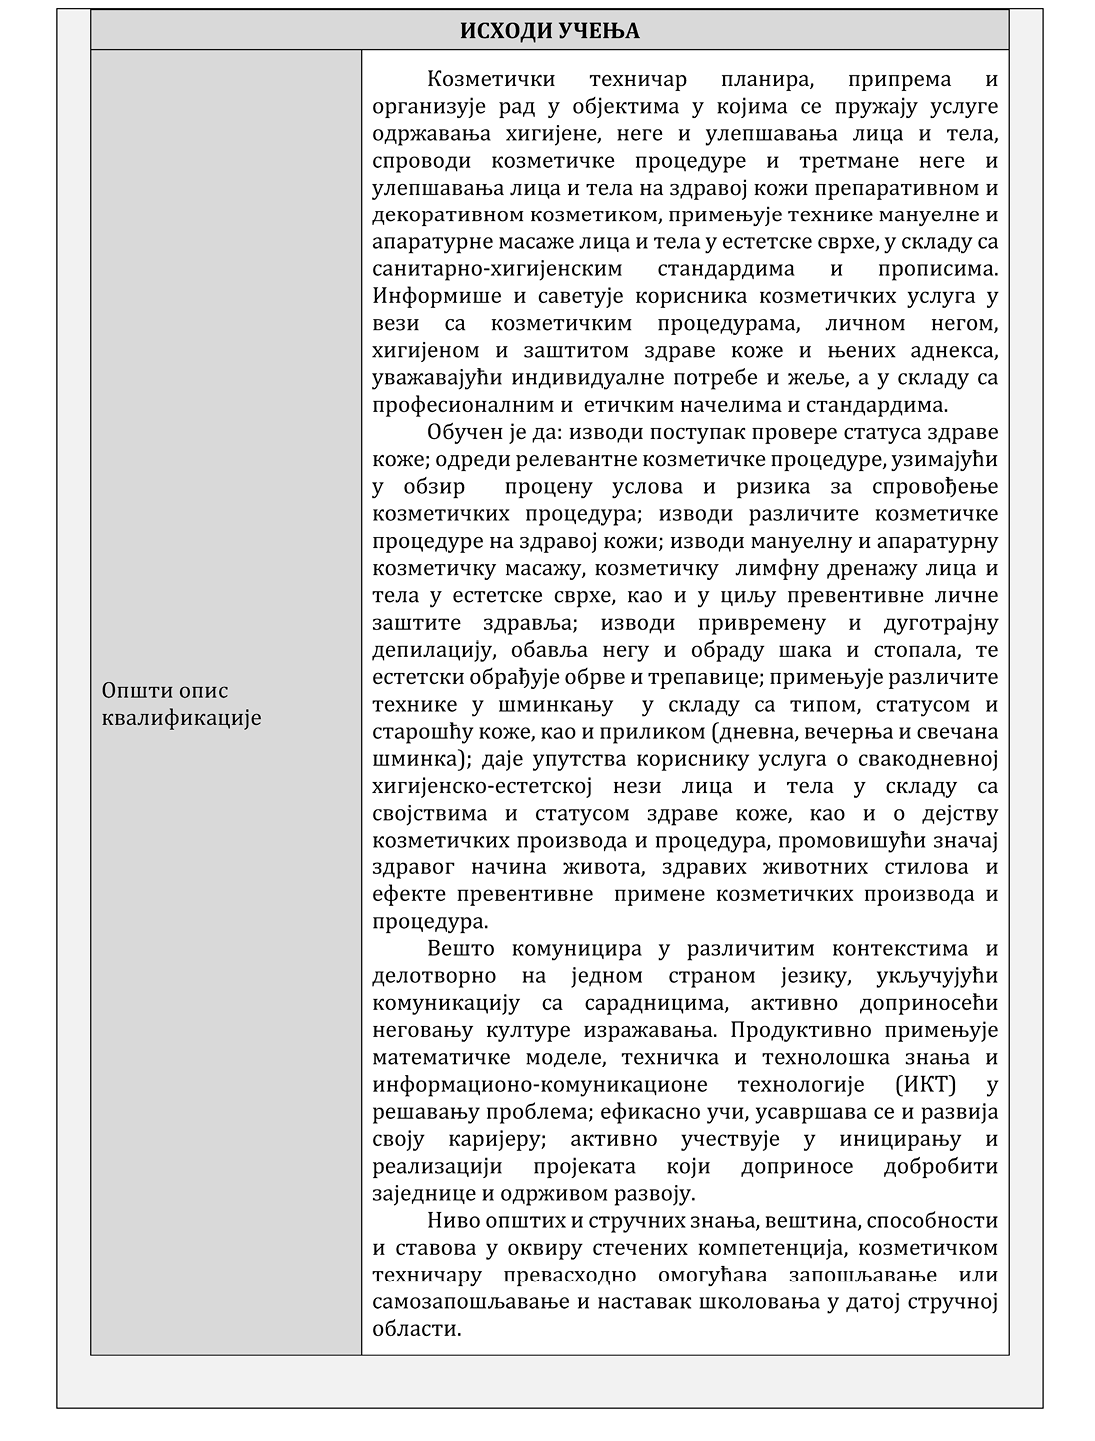 ИСХОДИ УЧЕЊА
Општи опис
квалификације
Козметички техничар планира, припрема и
организује рад у објектима у којима се пружају услуге
одржавања хигијене, неге и улепшавања лица и тела,
спроводи козметичке процедуре и третмане неге и
улепшавања лица и тела на здравој кожи препаративном и
декоративном козметиком, примењује технике мануелне и
апаратурне масаже лица и тела у естетске сврхе, у складу са
санитарно-хигијенским стандардима и прописима.
Информише и саветује корисника козметичких услуга у
вези са козметичким процедурама, личном негом,
хигијеном и заштитом здраве коже и њених аднекса,
уважавајући индивидуалне потребе и жеље, а у складу са
професионалним и етичким начелима и стандардима.
Обучен је да: изводи поступак провере статуса здраве
коже; одреди релевантне козметичке процедуре, узимајући
у обзир процену услова и ризика за спровођење
козметичких процедура; изводи различите козметичке
процедуре на здравој кожи; изводи мануелну и апаратурну
козметичку масажу, козметичку лимфну дренажу лица и
тела у естетске сврхе, као и у циљу превентивне личне
заштите здравља; изводи привремену и дуготрајну
депилацију, обавља негу и обраду шака и стопала, те
естетски обрађује обрве и трепавице; примењује различите
технике у шминкању у складу са типом, статусом и
старошћу коже, као и приликом (дневна, вечерња и свечана
шминка); даје упутства кориснику услуга о свакодневној
хигијенско-естетској нези лица и тела у складу са
својствима и статусом здраве коже, као и о дејству
козметичких производа и процедура, промовишући значај
здравог начина живота, здравих животних стилова и
ефекте превентивне примене козметичких производа и
процедура.
Вешто комуницира у различитим контекстима и
делотворно на једном страном језику, укључујући
комуникацију са сарадницима, активно доприносећи
неговању културе изражавања. Продуктивно примењује
математичке моделе, техничка и технолошка знања и
информационо-комуникационе технологије (ИКТ) у
решавању проблема; ефикасно учи, усавршава се и развија
своју каријеру; активно учествује у иницирању и
реализацији пројеката који доприносе добробити
заједнице и одрживом развоју.
Ниво општих и стручних знања, вештина, способности
и ставова у оквиру стечених компетенција, козметичком
техничару превасходно омогућава запошљавање или
самозапошљавање и наставак школовања у датој стручној
области.